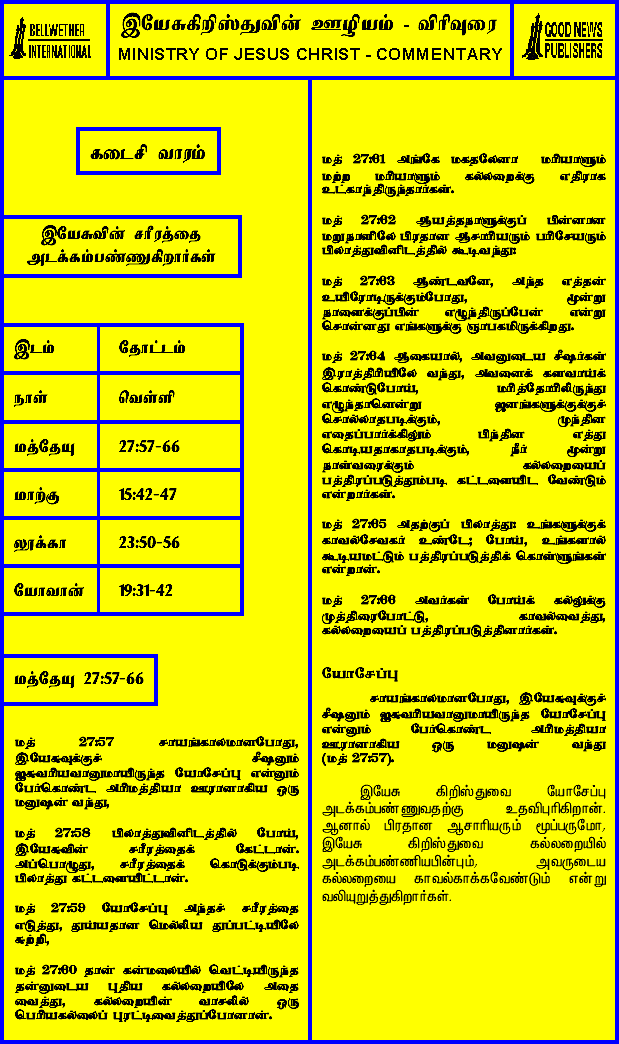 BELLWETHER
INTERNATIONAL
இயேசுகிறிஸ்துவின் ஊழியம் - விரிவுரை
MINISTRY OF JESUS CHRIST - COMMENTARY
GOOD NEWS
PUBLISHERS
கடைசி வாரம்
இயேசுவின் சரீரத்தை
அடக்கம்பண்ணுகிறார்கள்
இடம் தோட்டம்
நாள் வெள்ளி
மத்தேயு 27:57-66
மாற்கு 15:42-47
லூக்கா 23:50-56
யோவான் 19:31-42
மத்தேயு 27:57-66
மத் 27:57 சாயங்காலமானபோது,
இயேசுவுக்குச் சீஷனும்
ஐசுவரியவானுமாயிருந்த யோசேப்பு என்னும்
பேர்கொண்ட அரிமத்தியா ஊரானாகிய ஒரு
மனுஷன் வந்து,
மத் 27:58 பிலாத்துவினிடத்தில் போய்,
இயேசுவின் சரீரத்தைக் கேட்டான்.
அப்பொழுது, சரீரத்தைக் கொடுக்கும்படி
பிலாத்து கட்டளையிட்டான்.
மத் 27:59 யோசேப்பு அந்தச் சரீரத்தை
எடுத்து, துய்யதான மெல்லிய துப்பட்டியிலே
சுற்றி,
மத் 27:60 தான் கன்மலையில் வெட்டியிருந்த
தன்னுடைய புதிய கல்லறையிலே அதை
வைத்து, கல்லறையின் வாசலில் ஒரு
பெரியகல்லைப் புரட்டிவைத்துப்போனான்.
மத் 27:61 அங்கே மகதலேனா மரியாளும்
மற்ற மரியாளும் கல்லறைக்கு எதிராக
உட்கார்ந்திருந்தார்கள்.
மத் 27:62 ஆயத்தநாளுக்குப் பின்னான
மறுநாளிலே பிரதான ஆசாரியரும் பரிசேயரும்
பிலாத்துவினிடத்தில் கூடிவந்து:
மத் 27:63 ஆண்டவனே, அந்த எத்தன்
உயிரோடிருக்கும்போது, மூன்று
நாளைக்குப்பின் எழுந்திருப்பேன் என்று
சொன்னது எங்களுக்கு ஞாபகமிருக்கிறது.
மத் 27:64 ஆகையால், அவனுடைய சீஷர்கள்
இராத்திரியிலே வந்து, அவனைக் களவாய்க்
கொண்டுபோய், மரித்தோரிலிருந்து
எழுந்தானென்று ஜனங்களுக்குக்குச்
சொல்லாதபடிக்கும், முந்தின
எதைப்பார்க்கிலும் பிந்தின எத்து
கொடியதாகாதபடிக்கும், நீர் மூன்று
நாள்வரைக்கும் கல்லறையைப்
பத்திரப்படுத்தும்படி கட்டளையிட வேண்டும்
என்றார்கள்.
மத் 27:65 அதற்குப் பிலாத்து: உங்களுக்குக்
காவல்சேவகர் உண்டே; போய், உங்களால்
கூடியமட்டும் பத்திரப்படுத்திக் கொள்ளுங்கள்
என்றான்.
மத் 27:66 அவர்கள் போய்க் கல்லுக்கு
முத்திரைபோட்டு, காவல்வைத்து,
கல்லறையைப் பத்திரப்படுத்தினார்கள்.
யோசேப்பு
சாயங்காலமானபோது, இயேசுவுக்குச்
சீஷனும் ஐசுவரியவானுமாயிருந்த யோசேப்பு
என்னும் பேர்கொண்ட அரிமத்தியா
ஊரானாகிய ஒரு மனுஷன் வந்து
(மத் 27:57).
இயேசு கிறிஸ்துவை யோசேப்பு
அடக்கம்பண்ணுவதற்கு உதவிபுரிகிறான்.
ஆனால் பிரதான ஆசாரியரும் மூப்பருமோ,
இயேசு கிறிஸ்துவை கல்லறையில்
அடக்கம்பண்ணியபின்பும், அவருடைய
கல்லறையை காவல்காக்கவேண்டும் என்று
வலியுறுத்துகிறார்கள்.